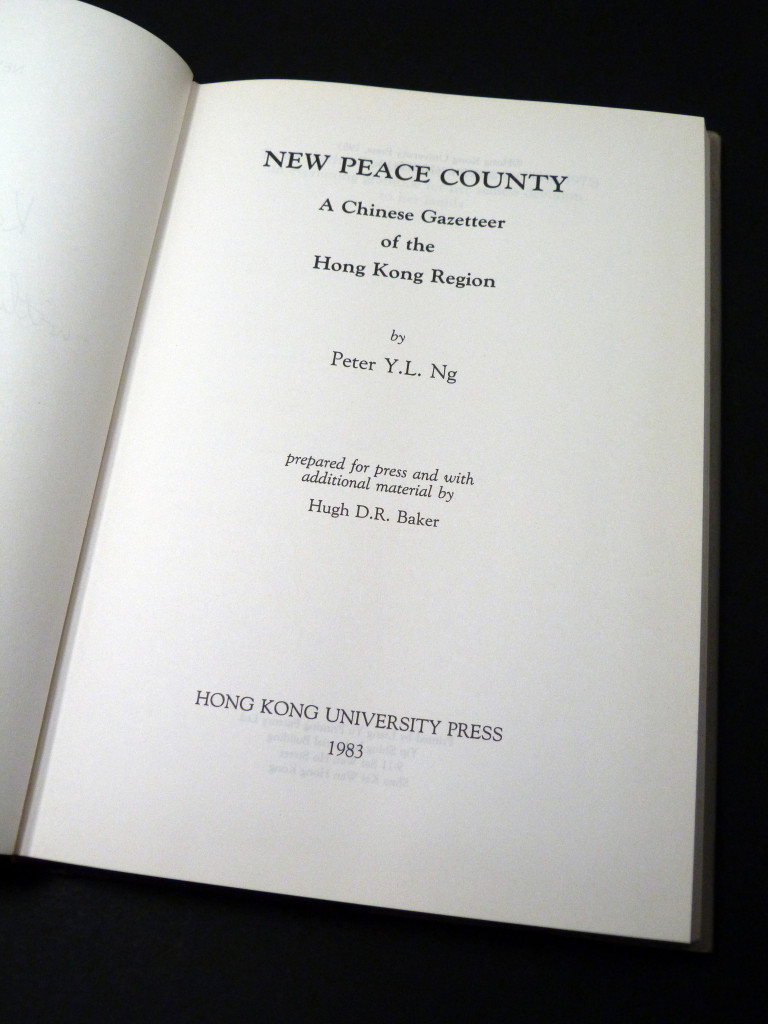 NEW PEACE COUNTY
A Chinese Gazetteer
of the
Hong Kong Region
by
Peter Y.L. Ng
prepared for press and with
additional material by
Hugh D.R. Baker
HONG KONG UNIVERSITY PRESS
1983